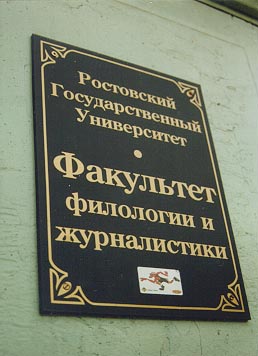 Ростовский
Государственный
Университет
•
Факультет
филологии и
журналистики